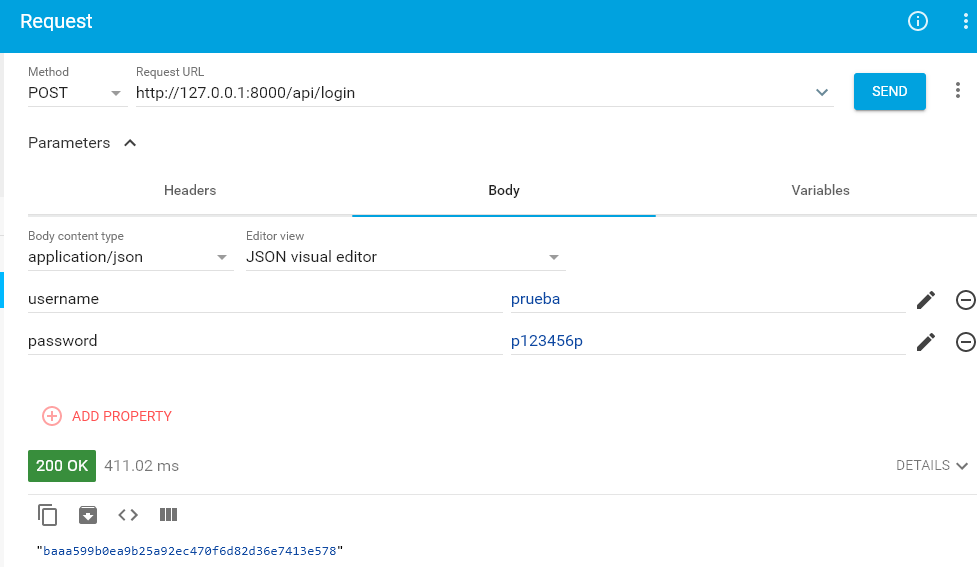 Request
Method
Request URL
POST
http://127.0.0.1:8000/api/login
SEND
Parameters
Headers
Body
Variables
Body content type
Editor view
application/json
JSON visual editor
username
prueba
password
p123456p
ADD PROPERTY
200 OK
411.02 ms
DETAILS
"baaa599b0ea9b25a92ec470f6d82d36e7413e578"